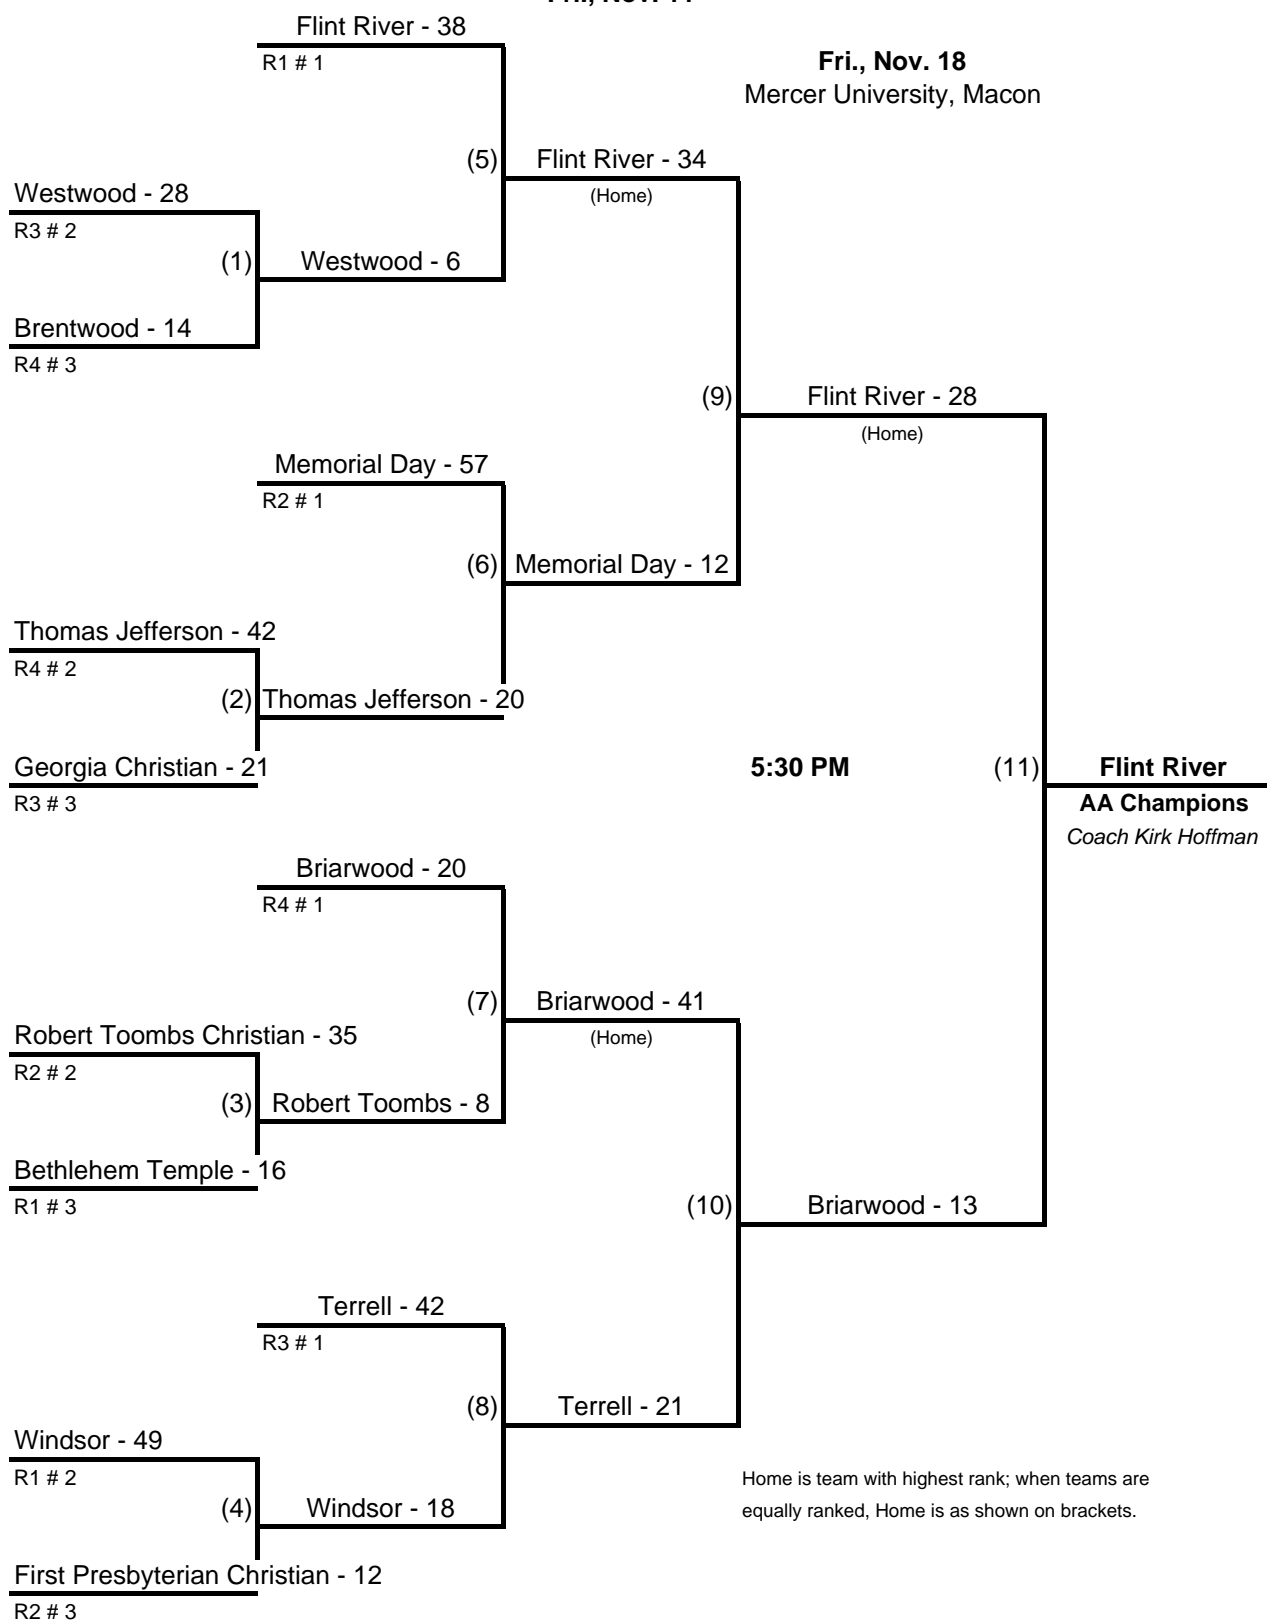 Flint River - 38
R1 # 1
Fri., Nov. 18
Mercer University, Macon
(5)
Flint River - 34
(Home)
Westwood - 28
R3 # 2
(1)
Westwood - 6
Brentwood - 14
R4 # 3
(9)
Flint River - 28
(Home)
Memorial Day - 57
R2 # 1
(6)
Memorial Day - 12
Thomas Jefferson - 42
R4 # 2
(2)
Thomas Jefferson - 20
Georgia Christian - 21
R3 # 3
5:30 PM
(11)
Flint River
AA Champions
Coach Kirk Hoffman
Briarwood - 20
R4 # 1
(7)
Briarwood - 41
(Home)
Robert Toombs Christian - 35
R2 # 2
(3)
Robert Toombs - 8
Bethlehem Temple - 16
R1 # 3
(10)
Briarwood - 13
Terrell - 42
R3 # 1
(8)
Terrell - 21
Windsor - 49
R1 # 2
(4)
Windsor - 18
Home is team with highest rank; when teams are
equally ranked, Home is as shown on brackets.
First Presbyterian Christian - 12
R2 # 3